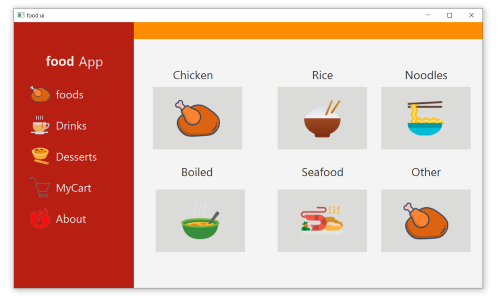 food ui
food App
foods
Drinks
Desserts
MyCart
About
Chicken
Rice
Noodles
Boiled
Seafood
Other